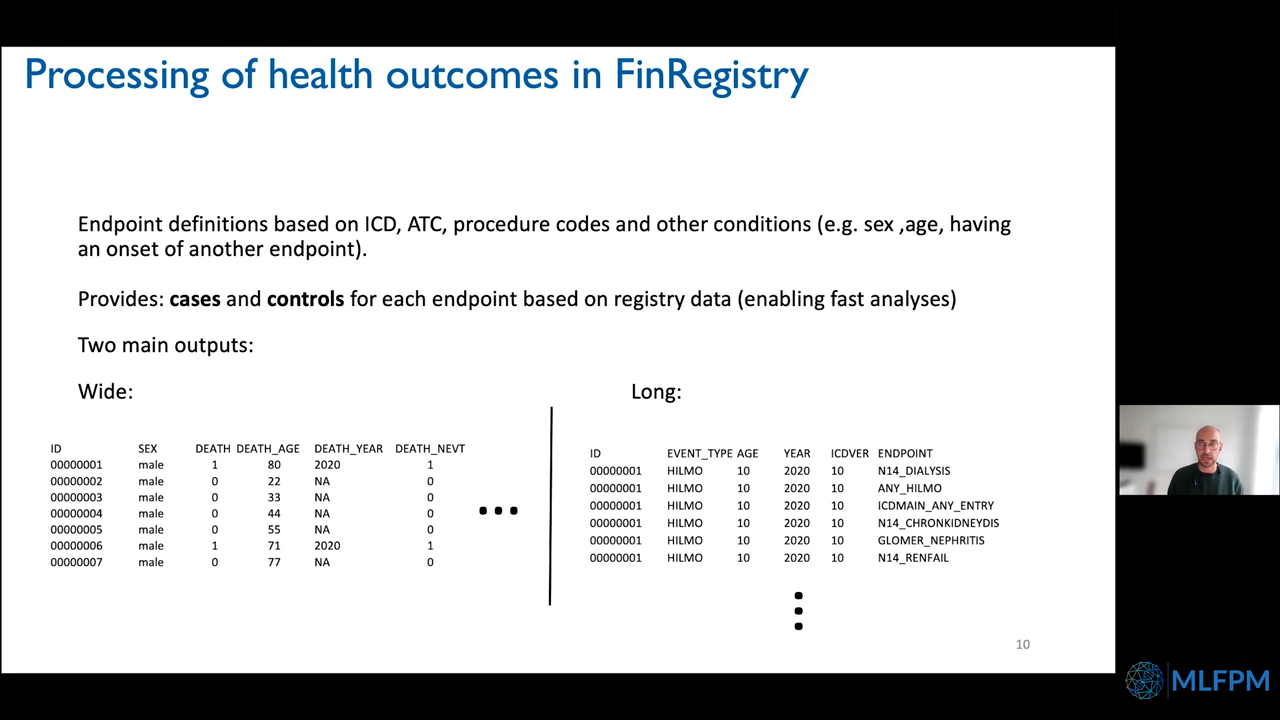 Processing of health outcomes in FinRegistry
Endpoint definitions based on ICD, ATC, procedure codes and other conditions (e.g. sex ,age, having
an onset of another endpoint).
Provides: cases and controls for each endpoint based on registry data (enabling fast analyses)
Two main outputs:
Wide:
ID SEX DEATH DEATH_AGE DEATH_YEAR DEATH_NEVT
00000001 male 1 80 2020 1
00000002 male 0 22 NA 0
00000003 male 0 33 NA 0
00000004 male 0 44 NA 0
00000005 male 0 55 NA 0
00000006 male 1 71 2020 1
00000007 male 0 77 NA 0
Long:
ID EVENT_TYPE AGE YEAR ICDVER ENDPOINT
00000001 HILMO 10 2020 10 N14_DIALYSIS
00000001 HILMO 10 2020 10 ANY_HILMO
00000001 HILMO 10 2020 10 ICDMAIN_ANY_ENTRY
00000001 HILMO 10 2020 10 N14_CHRONKIDNEYDIS
00000001 HILMO 10 2020 10 GLOMER_NEPHRITIS
00000001 HILMO 10 2020 10 N14_RENFAIL
10
MLFPM